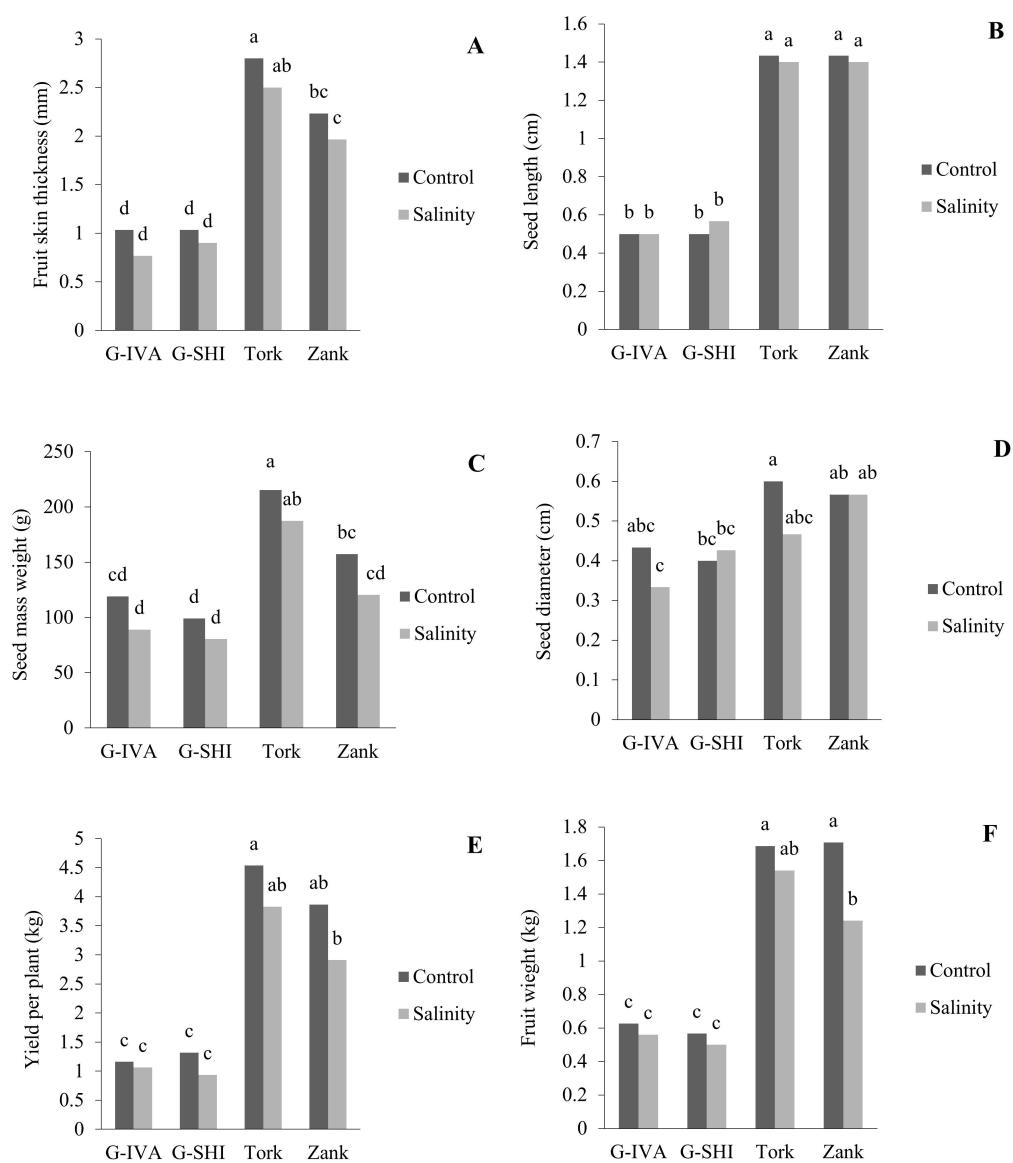 A
Fruit skin thickness (mm)
3
2.5
2
1.5
1
0.5
0
d d d d a ab bc c
G-IVA G-SHI Tork Zank
Control
Salinity
B
Seed length (cm)
1.6
1.4
1.2
1
0.8
0.6
0.4
0.2
0
b b b b a a a a
G-IVA G-SHI Tork Zank
Control
Salinity
C
Seed mass weight (g)
250
200
150
100
50
0
cd d d d a ab bc cd
G-IVA G-SHI Tork Zank
Control
Salinity
D
Seed diameter (cm)
0.7
0.6
0.5
0.4
0.3
0.2
0.1
0
abc c bc bc a abc ab ab
G-IVA G-SHI Tork Zank
Control
Salinity
E
Yield per plant (kg)
5
4.5
4
3.5
3
2.5
2
1.5
1
0.5
0
c c c c a ab ab b
G-IVA G-SHI Tork Zank
Control
Salinity
F
Fruit wieght (kg)
1.8
1.6
1.4
1.2
1
0.8
0.6
0.4
0.2
0
c c c c a ab a b
G-IVA G-SHI Tork Zank
Control
Salinity